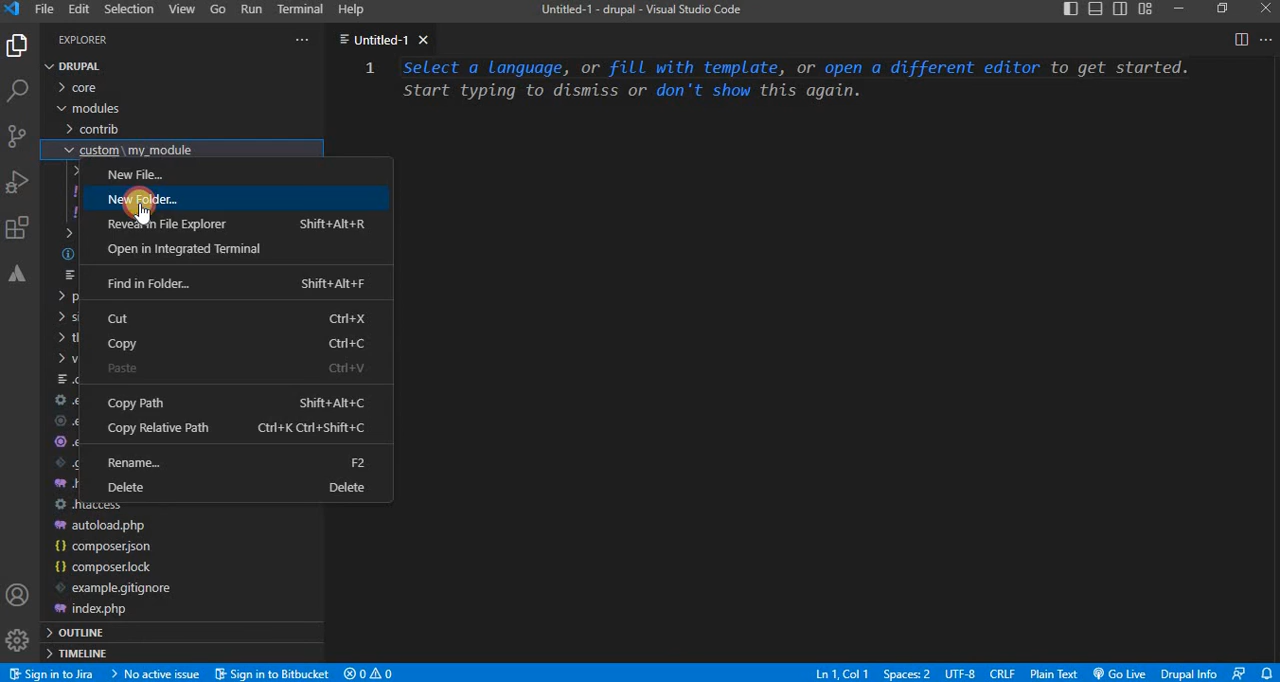 File Edit Selection View Go Run Terminal Help
Untitled-1 - drupal - Visual Studio Code
EXPLORER
Untitled-1
DRUPAL
core
modules
contrib
custom\my_module
1 Select a language, or fill with template, or open a different editor to get started.
Start typing to dismiss or don't show this again.
New File...
New Folder...
Reveal in File Explorer Shift+Alt+R
Open in Integrated Terminal
Find in Folder... Shift+Alt+F
Cut Ctrl+X
Copy Ctrl+C
Paste Ctrl+V
Copy Path Shift+Alt+C
Copy Relative Path Ctrl+K Ctrl+Shift+C
Rename... F2
Delete Delete
.htaccess
autoload.php
composer.json
composer.lock
example.gitignore
index.php
OUTLINE
TIMELINE
Sign in to Jira No active issue Sign in to Bitbucket 0 0 Ln 1, Col 1 Spaces: 2 UTF-8 CRLF Plain Text Go Live Drupal Info